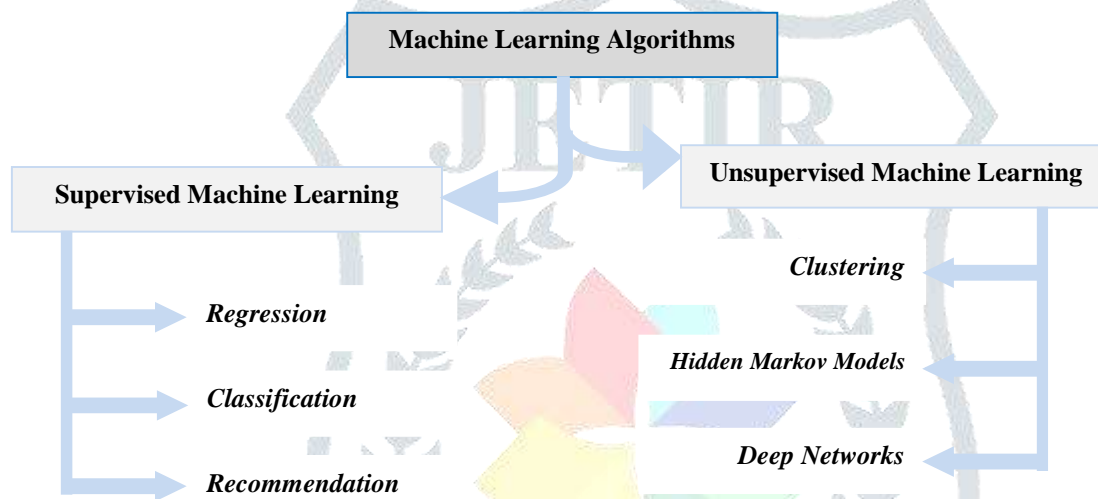 Machine Learning Algorithms
JETIR
Supervised Machine Learning
Unsupervised Machine Learning
Regression
Classification
Recommendation
Clustering
Hidden Markov Models
Deep Networks